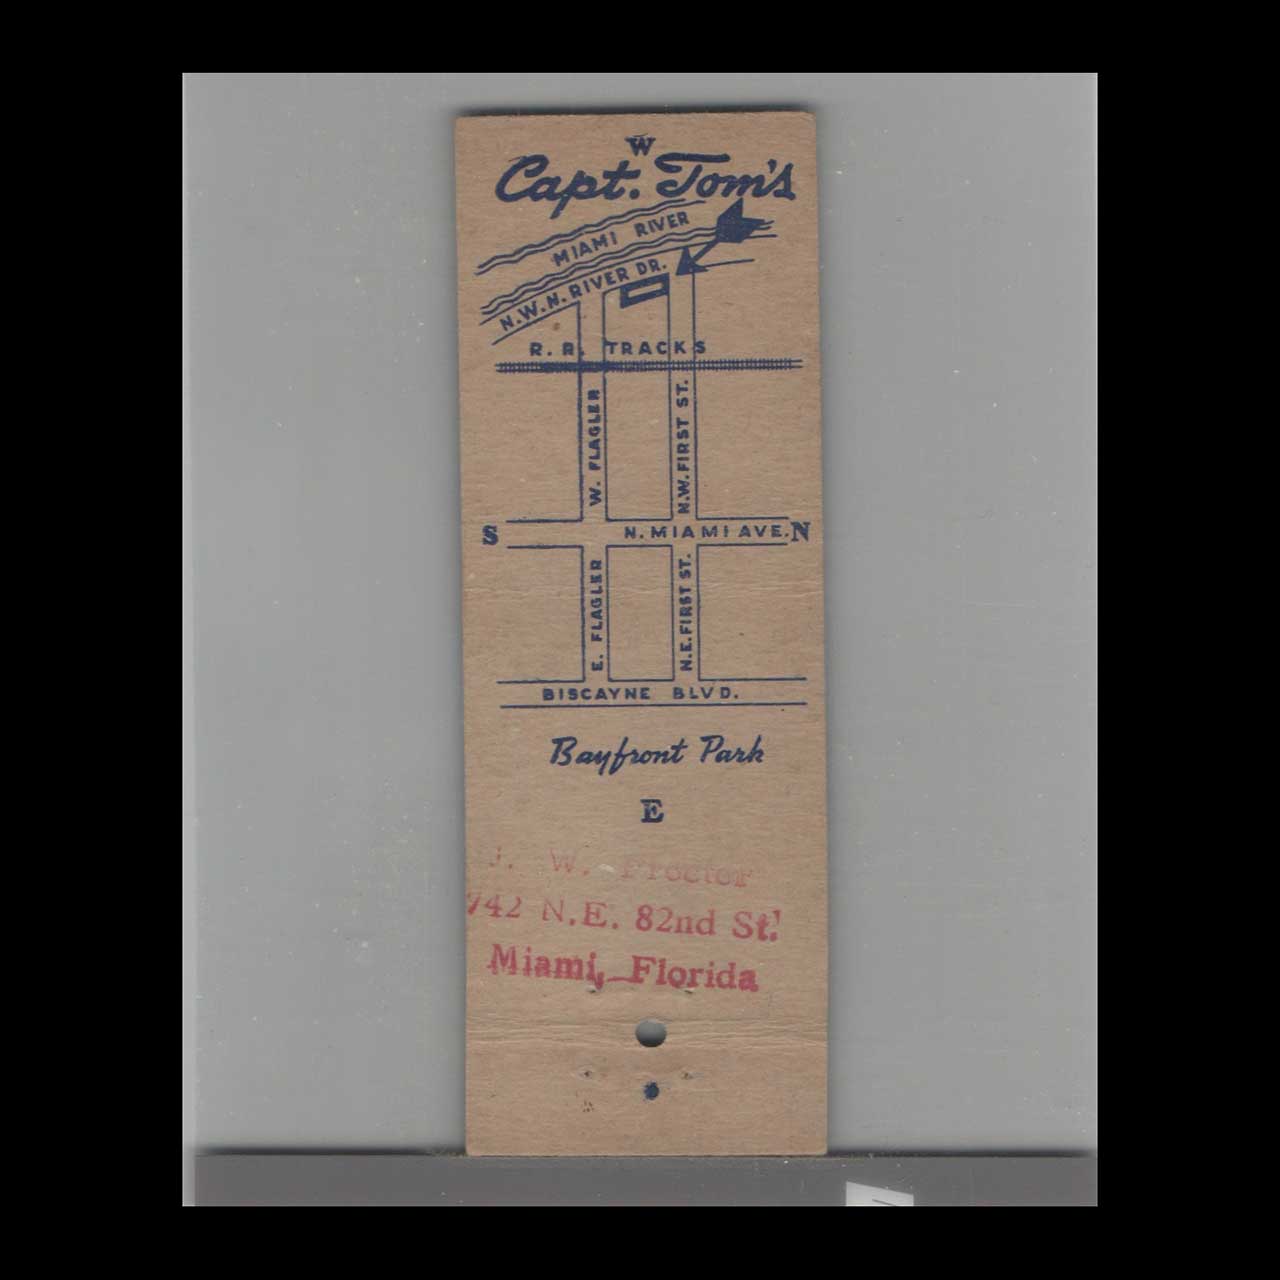 W
Capt. Tom's
MIAMI RIVER
N.W.N. RIVER DR.
R. R. TRACKS
W. FLAGLER
N.W. FIRST ST.
S
N. MIAMI AVE.
N
E. FLAGLER
N.E. FIRST ST.
BISCAYNE BLVD.
Bayfront Park
E
J. W. Proctor
742 N.E. 82nd St.
Miami, Florida